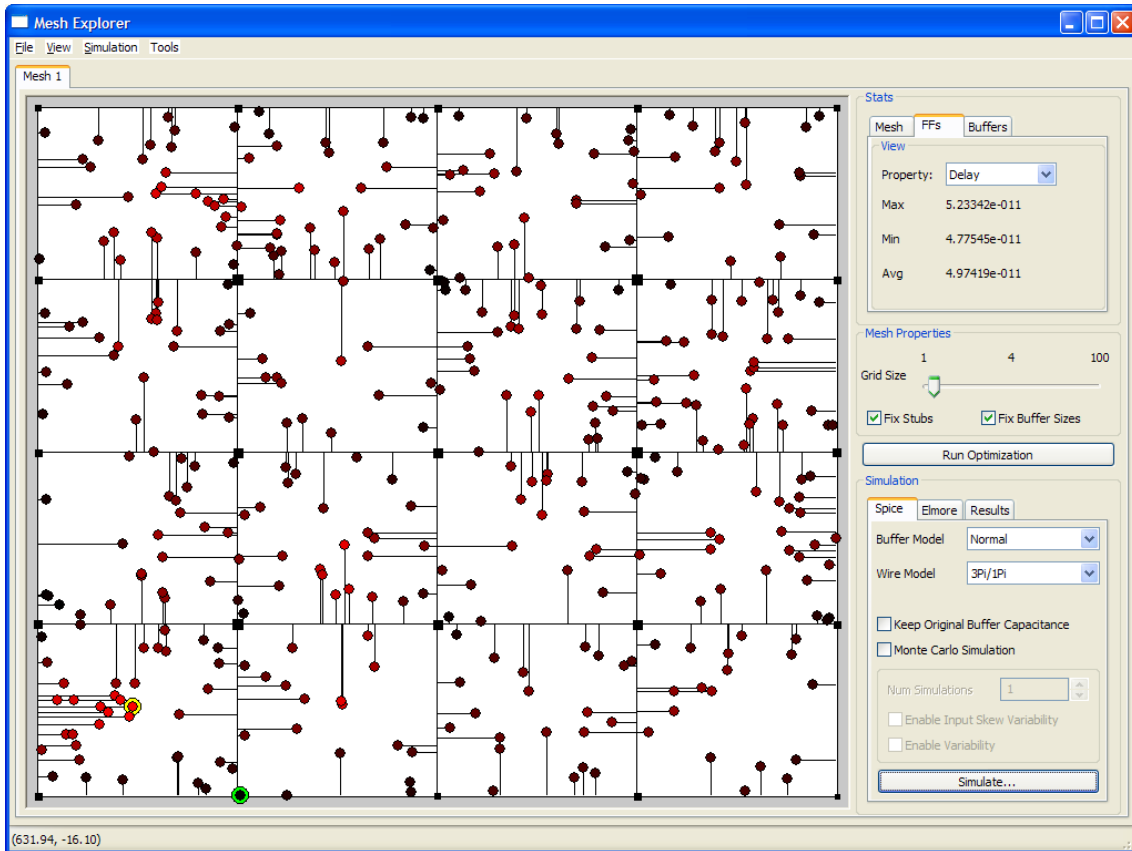 Mesh Explorer
File View Simulation Tools
Mesh 1
Stats
Mesh FFs Buffers
View
Property: Delay
Max 5.23342e-011
Min 4.77545e-011
Avg 4.97419e-011
Mesh Properties
1 4 100
Grid Size
Fix Stubs Fix Buffer Sizes
Run Optimization
Simulation
Spice Elmore Results
Buffer Model Normal
Wire Model 3Pi/1Pi
Keep Original Buffer Capacitance
Monte Carlo Simulation
Num Simulations 1
Enable Input Skew Variability
Enable Variability
Simulate...
(631.94, -16.10)